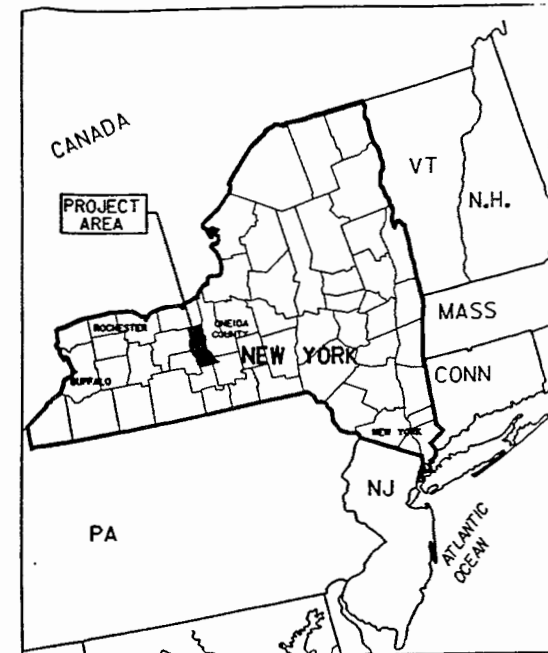 CANADA
VT
N.H.
PROJECT
AREA
MASS
ROCHESTER
ONEIDA
COUNTY
NEW YORK
CONN
BUFFALO
NEW YORK
NJ
PA
ATLANTIC
OCEAN